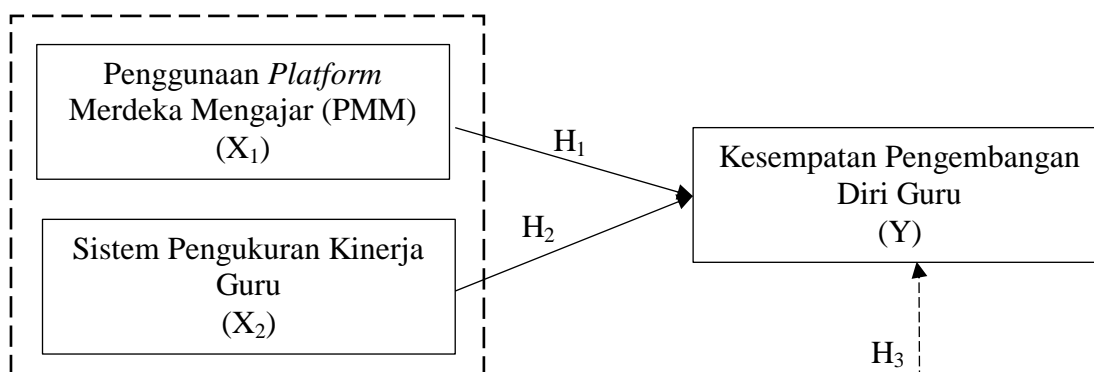 Penggunaan Platform
Merdeka Mengajar (PMM)
(X₁)
H₁
Kesempatan Pengembangan
Diri Guru
(Y)
Sistem Pengukuran Kinerja
Guru
(X₂)
H₂
H₃